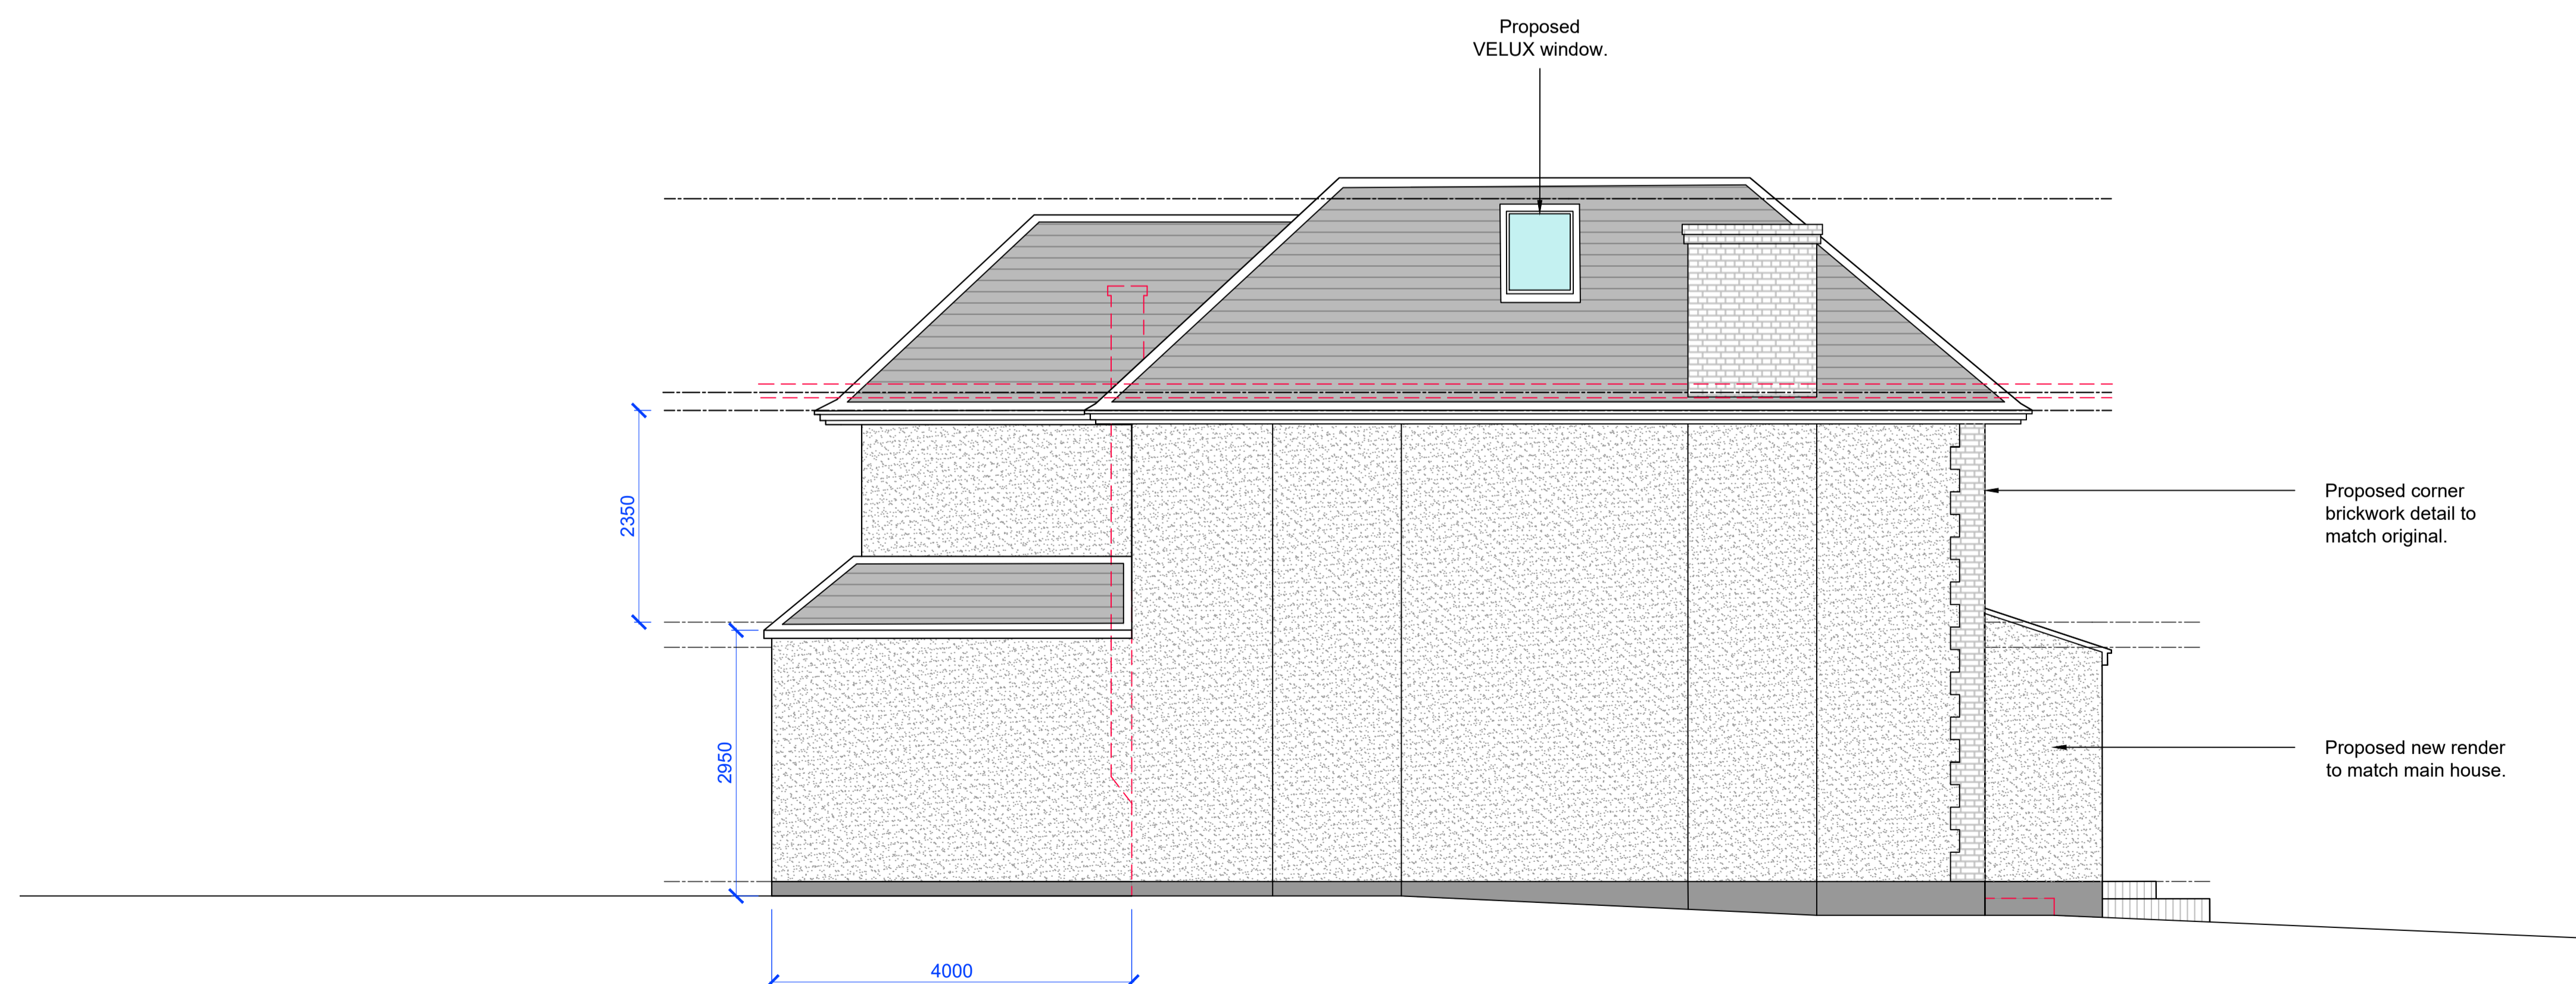 Proposed
VELUX window.
2350
Proposed corner
brickwork detail to
match original.
2950
Proposed new render
to match main house.
4000